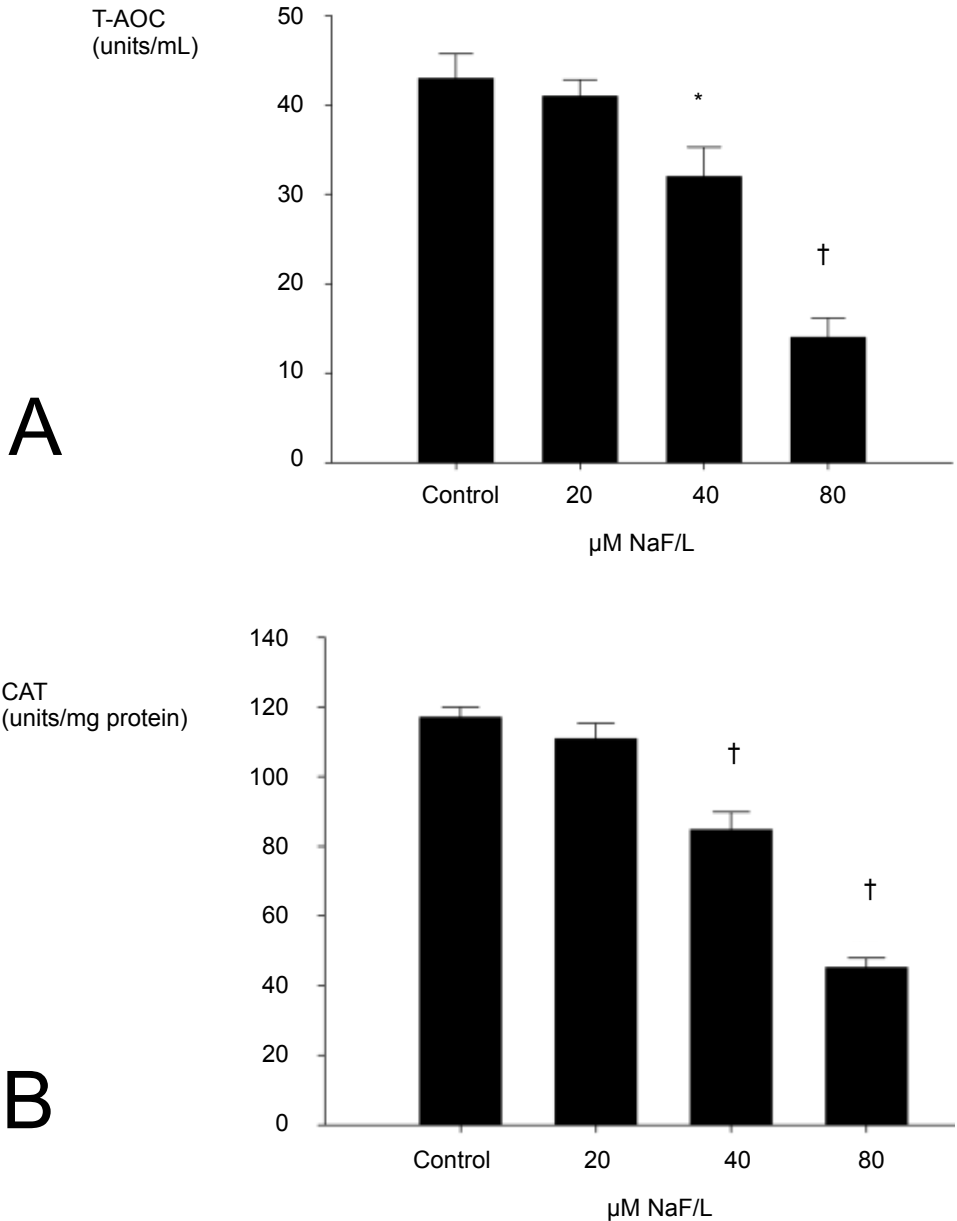 T-AOC
(units/mL)
50
40
*
30
†
20
10
A
0
Control 20 40 80
µM NaF/L
140
CAT
(units/mg protein)
120
†
100
80
†
60
40
20
B
0
Control 20 40 80
µM NaF/L